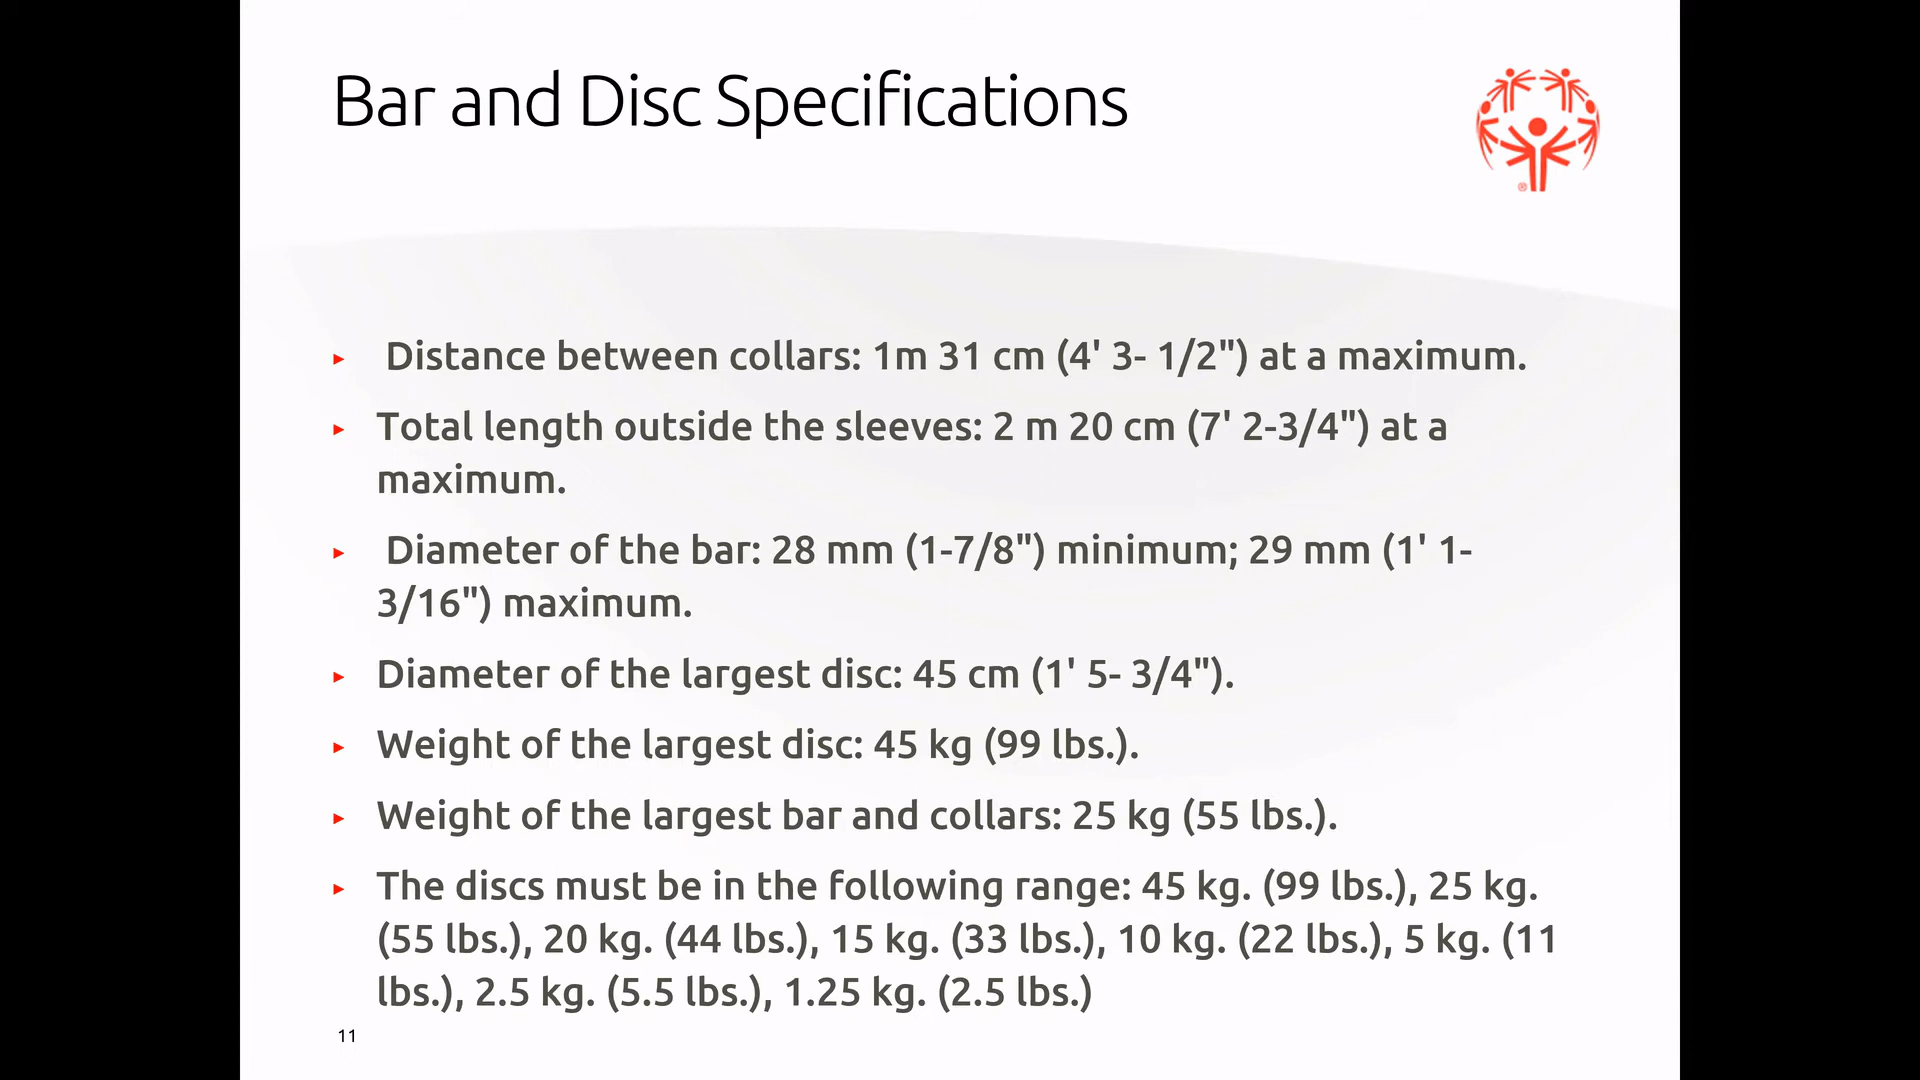 Bar and Disc Specifications
®
Distance between collars: 1m 31 cm (4' 3- 1/2") at a maximum.
Total length outside the sleeves: 2 m 20 cm (7' 2-3/4") at a
maximum.
Diameter of the bar: 28 mm (1-7/8") minimum; 29 mm (1' 1-
3/16") maximum.
Diameter of the largest disc: 45 cm (1' 5- 3/4").
Weight of the largest disc: 45 kg (99 lbs.).
Weight of the largest bar and collars: 25 kg (55 lbs.).
The discs must be in the following range: 45 kg. (99 lbs.), 25 kg.
(55 lbs.), 20 kg. (44 lbs.), 15 kg. (33 lbs.), 10 kg. (22 lbs.), 5 kg. (11
lbs.), 2.5 kg. (5.5 lbs.), 1.25 kg. (2.5 lbs.)
11